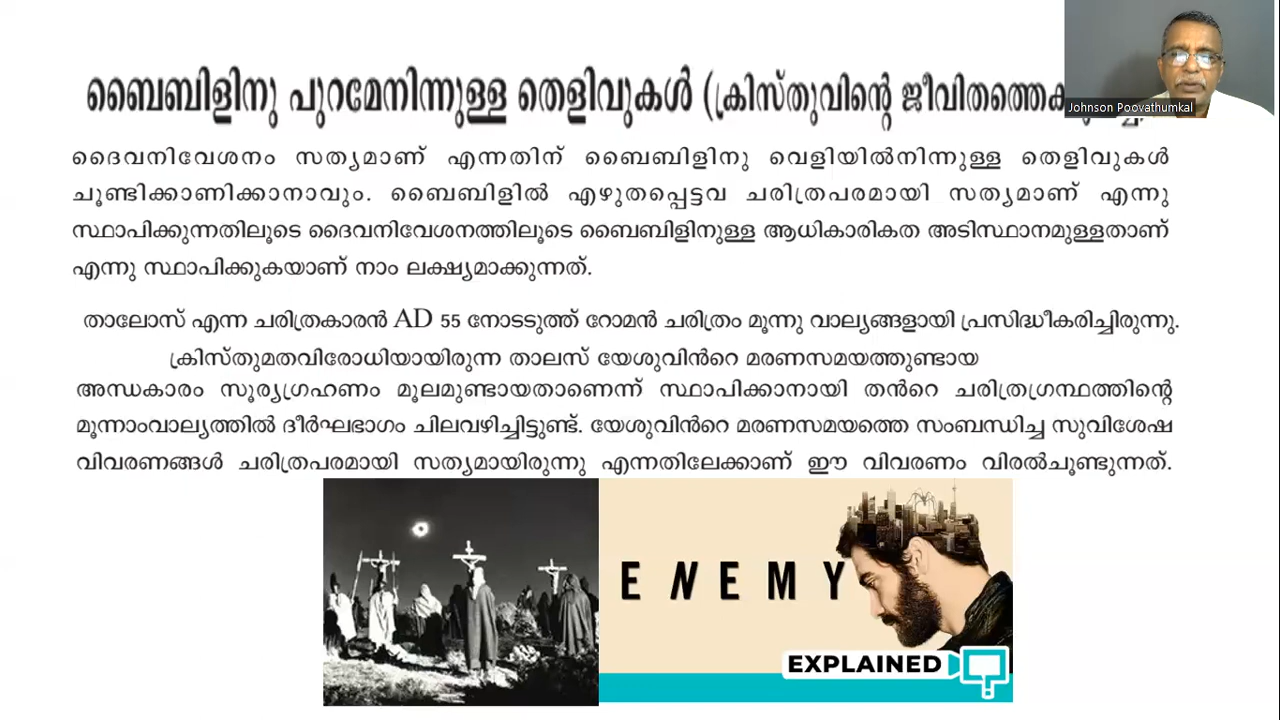 ബൈബിളിനു പുറമേനിന്നുള്ള തെളിവുകൾ (ക്രിസ്തുവിന്റെ
Johnson Poovathumkal
ദൈവനിവേശനം സത്യമാണ് എന്നതിന് ബൈബിളിനു വെളിയിൽനിന്നുള്ള തെളിവുകൾ
ചൂണ്ടിക്കാണിക്കാനാവും. ബൈബിളിൽ എഴുതപ്പെട്ടവ ചരിത്രപരമായി സത്യമാണ് എന്നു
സ്ഥാപിക്കുന്നതിലൂടെ ദൈവനിവേശനത്തിലൂടെ ബൈബിളിനുള്ള ആധികാരികത അടിസ്ഥാനമുള്ളതാണ്
എന്നു സ്ഥാപിക്കുകയാണ് നാം ലക്ഷ്യമാക്കുന്നത്.
താലോസ് എന്ന ചരിത്രകാരൻ AD 55 നോടടുത്ത് റോമൻ ചരിത്രം മൂന്നു വാല്യങ്ങളായി പ്രസിദ്ധീകരിച്ചിരുന്നു.
ക്രിസ്തുമതവിരോധിയായിരുന്ന താലസ് യേശുവിൻറെ മരണസമയത്തുണ്ടായ
അന്ധകാരം സൂര്യഗ്രഹണം മൂലമുണ്ടായതാണെന്ന് സ്ഥാപിക്കാനായി തൻറെ ചരിത്രഗ്രന്ഥത്തിന്റെ
മൂന്നാംവാല്യത്തിൽ ദീർഘഭാഗം ചിലവഴിച്ചിട്ടുണ്ട്. യേശുവിൻറെ മരണസമയത്തെ സംബന്ധിച്ച സുവിശേഷ
വിവരണങ്ങൾ ചരിത്രപരമായി സത്യമായിരുന്നു എന്നതിലേക്കാണ് ഈ വിവരണം വിരൽചൂണ്ടുന്നത്.
ENEMY
EXPLAINED